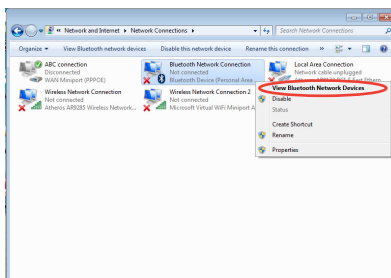 Network and Internet ▸ Network Connections ▸
Search Network Connections
Organize View Bluetooth network devices Disable this network device Rename this connection »
ABC connection
Disconnected
WAN Miniport (PPPOE)
Bluetooth Network Connection
Not connected
Bluetooth Device (Personal Area ...
Local Area Connection
Network cable unplugged
Wireless Network Connection
Not connected
Atheros AR9285 Wireless Network...
Wireless Network Connection 2
Not connected
Microsoft Virtual WiFi Miniport A
View Bluetooth Network Devices
Disable
Status
Create Shortcut
Rename
Properties